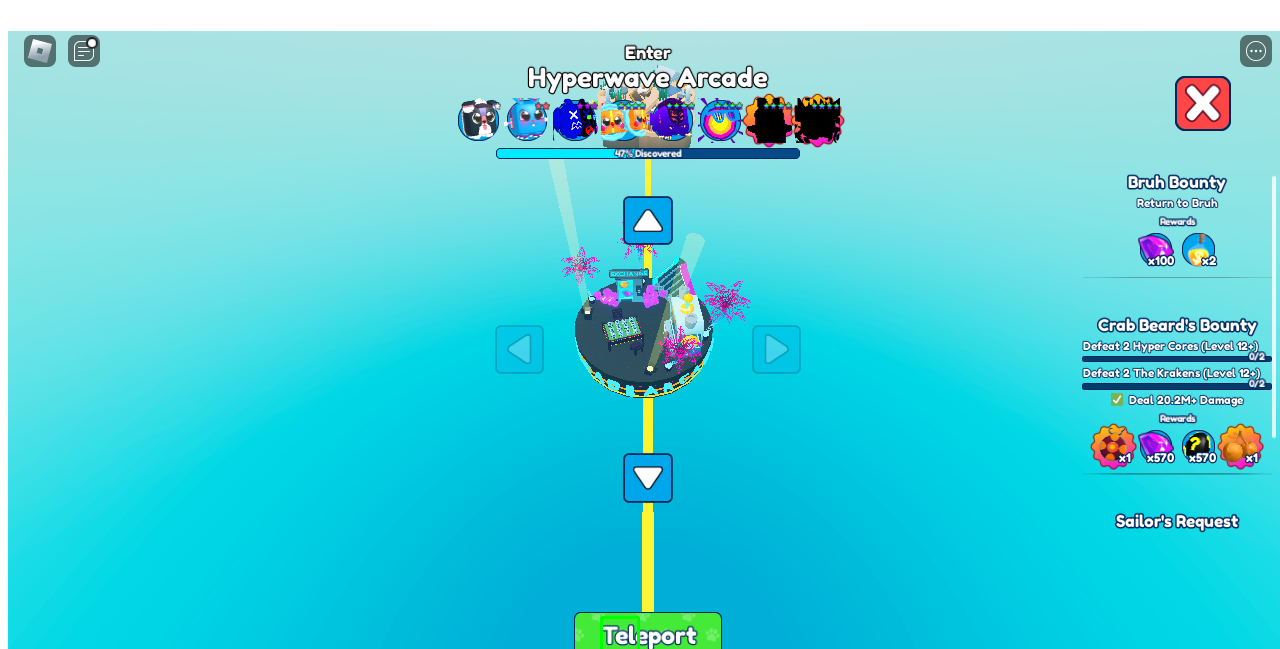 Enter
Hyperwave Arcade
47% Discovered
EXCHANGE
Teleport
Bruh Bounty
Return to Bruh
Rewards
x100
x2
Crab Beard's Bounty
Defeat 2 Hyper Cores (Level 12+)
0/2
Defeat 2 The Krakens (Level 12+)
0/2
Deal 20.2M+ Damage
Rewards
x1
x570
?
x570
x1
Sailor's Request